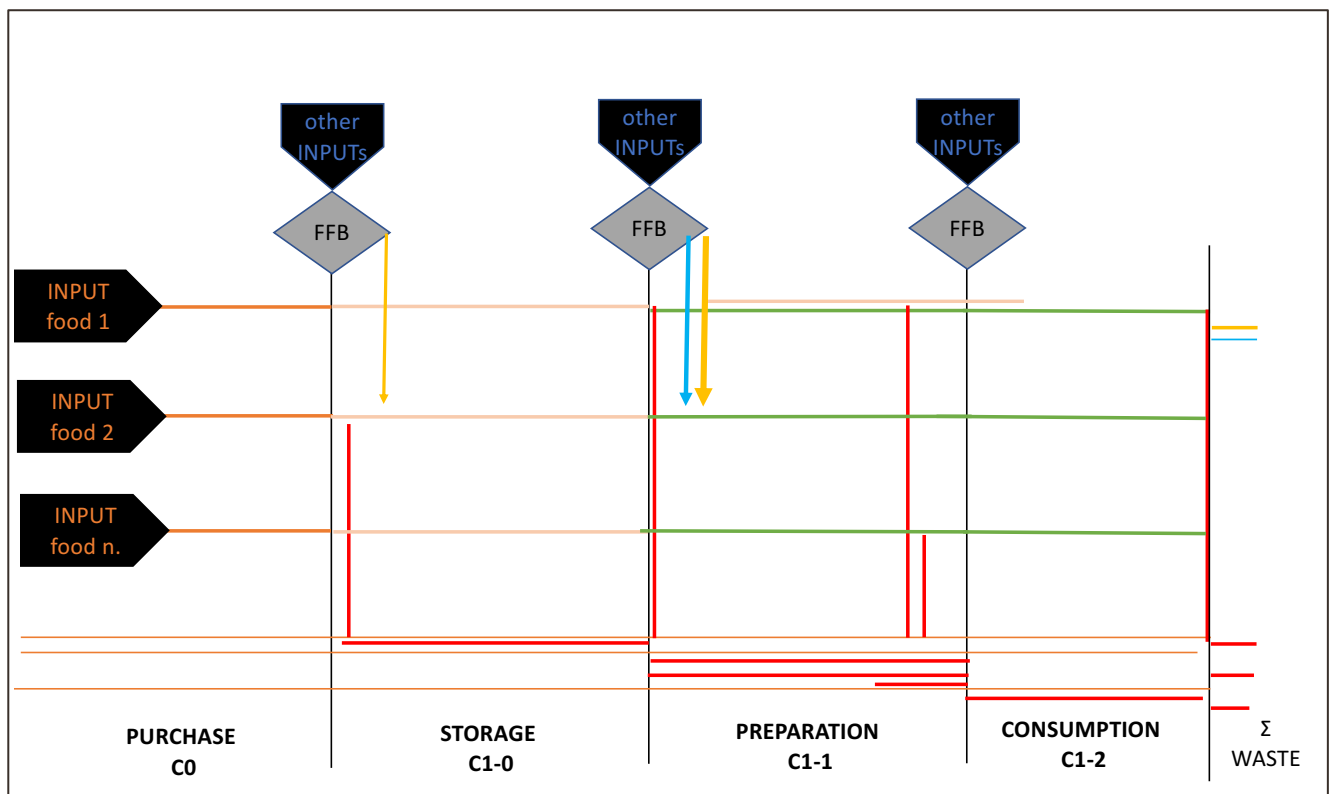 other
INPUTs
other
INPUTs
other
INPUTs
FFB
FFB
FFB
INPUT
food 1
INPUT
food 2
INPUT
food n.
PURCHASE
C0
STORAGE
C1-0
PREPARATION
C1-1
CONSUMPTION
C1-2
Σ
WASTE